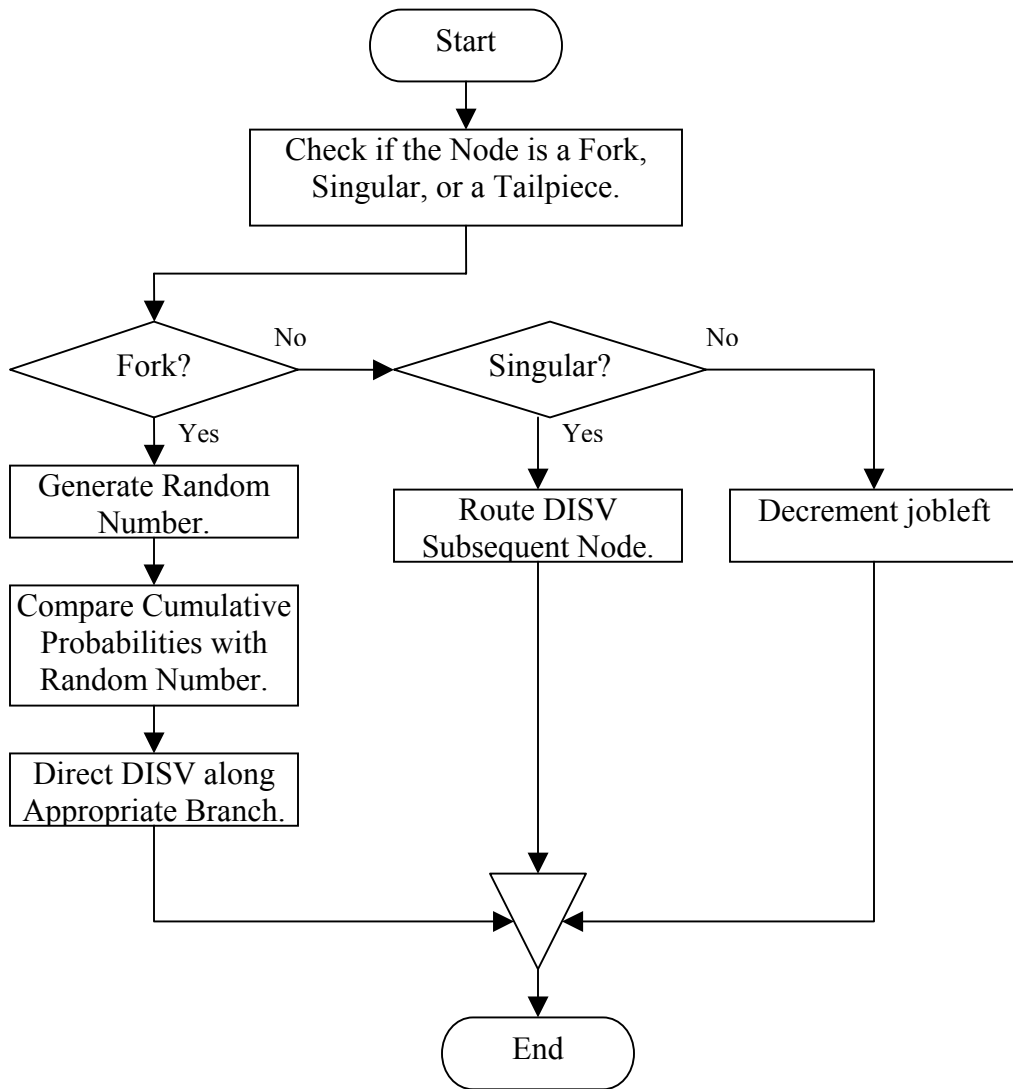 Start
Check if the Node is a Fork,
Singular, or a Tailpiece.
Fork?
No
Singular?
No
Yes
Yes
Generate Random
Number.
Route DISV
Subsequent Node.
Decrement jobleft
Compare Cumulative
Probabilities with
Random Number.
Direct DISV along
Appropriate Branch.
End